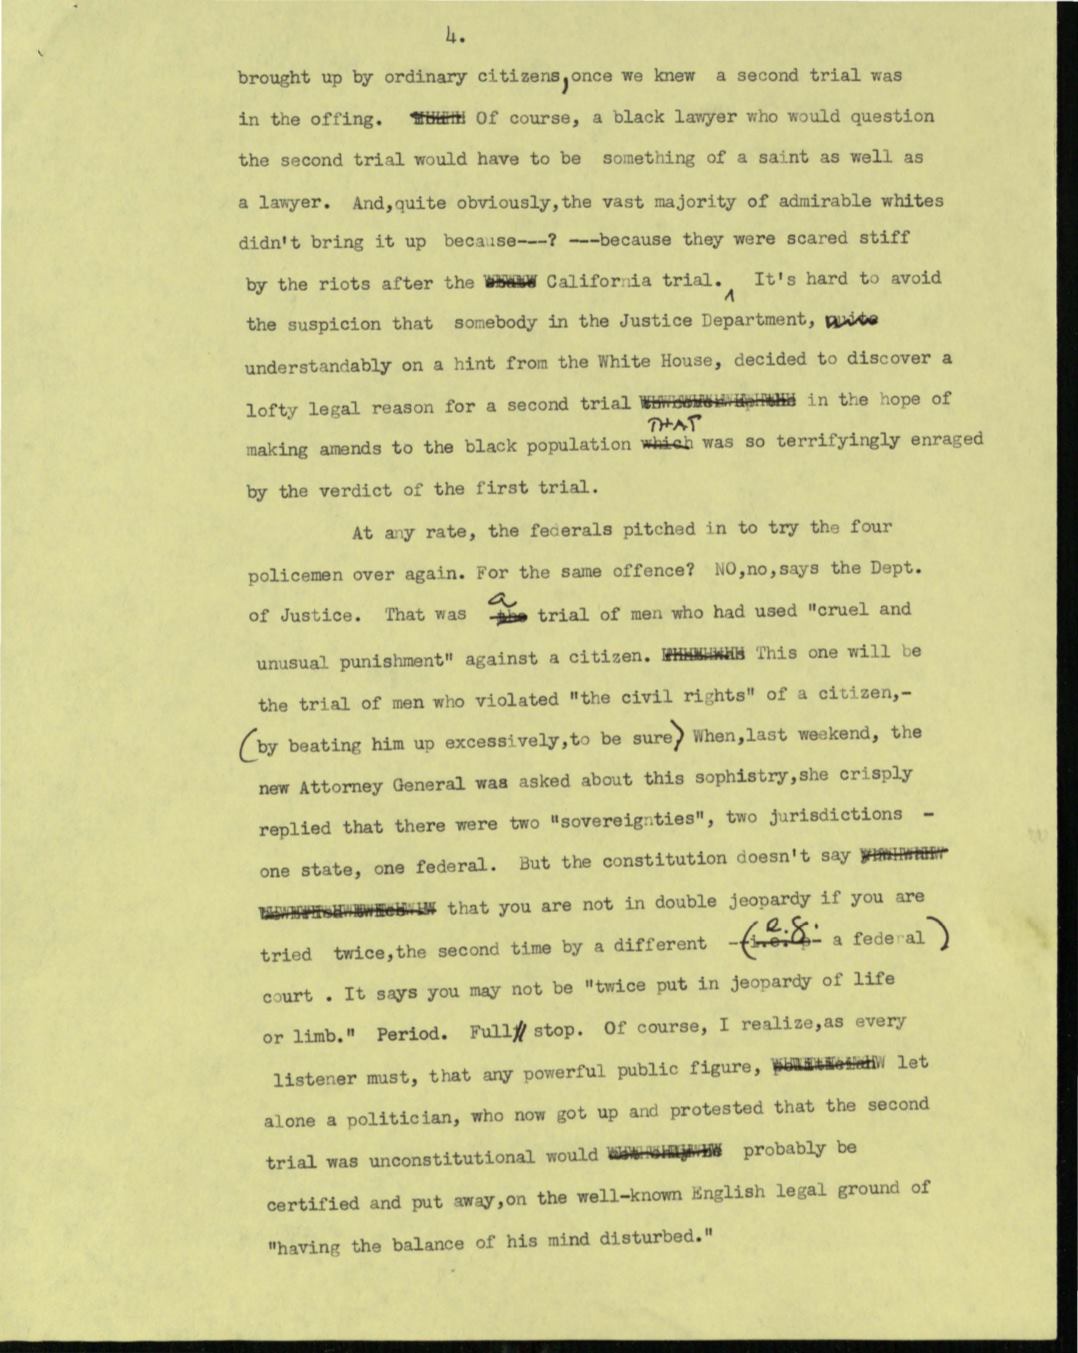 4.
brought up by ordinary citizens, once we knew a second trial was
in the offing. Of course, a black lawyer who would question
the second trial would have to be something of a saint as well as
a lawyer. And,quite obviously,the vast majority of admirable whites
didn't bring it up because---? ---because they were scared stiff
by the riots after the California trial. It's hard to avoid
the suspicion that somebody in the Justice Department, quite
understandably on a hint from the White House, decided to discover a
lofty legal reason for a second trial in the hope of
THAT
making amends to the black population which was so terrifyingly enraged
by the verdict of the first trial.
At any rate, the federals pitched in to try the four
policemen over again. For the same offence? NO,no,says the Dept.
a
of Justice. That was the trial of men who had used "cruel and
unusual punishment" against a citizen. This one will be
the trial of men who violated "the civil rights" of a citizen,-
(by beating him up excessively,to be sure) When,last weekend, the
new Attorney General was asked about this sophistry,she crisply
replied that there were two "sovereignties", two jurisdictions -
one state, one federal. But the constitution doesn't say
that you are not in double jeopardy if you are
e.g.
tried twice,the second time by a different -(i.e. - a federal)
court . It says you may not be "twice put in jeopardy of life
or limb." Period. Full stop. Of course, I realize,as every
listener must, that any powerful public figure, let
alone a politician, who now got up and protested that the second
trial was unconstitutional would probably be
certified and put away,on the well-known English legal ground of
"having the balance of his mind disturbed."